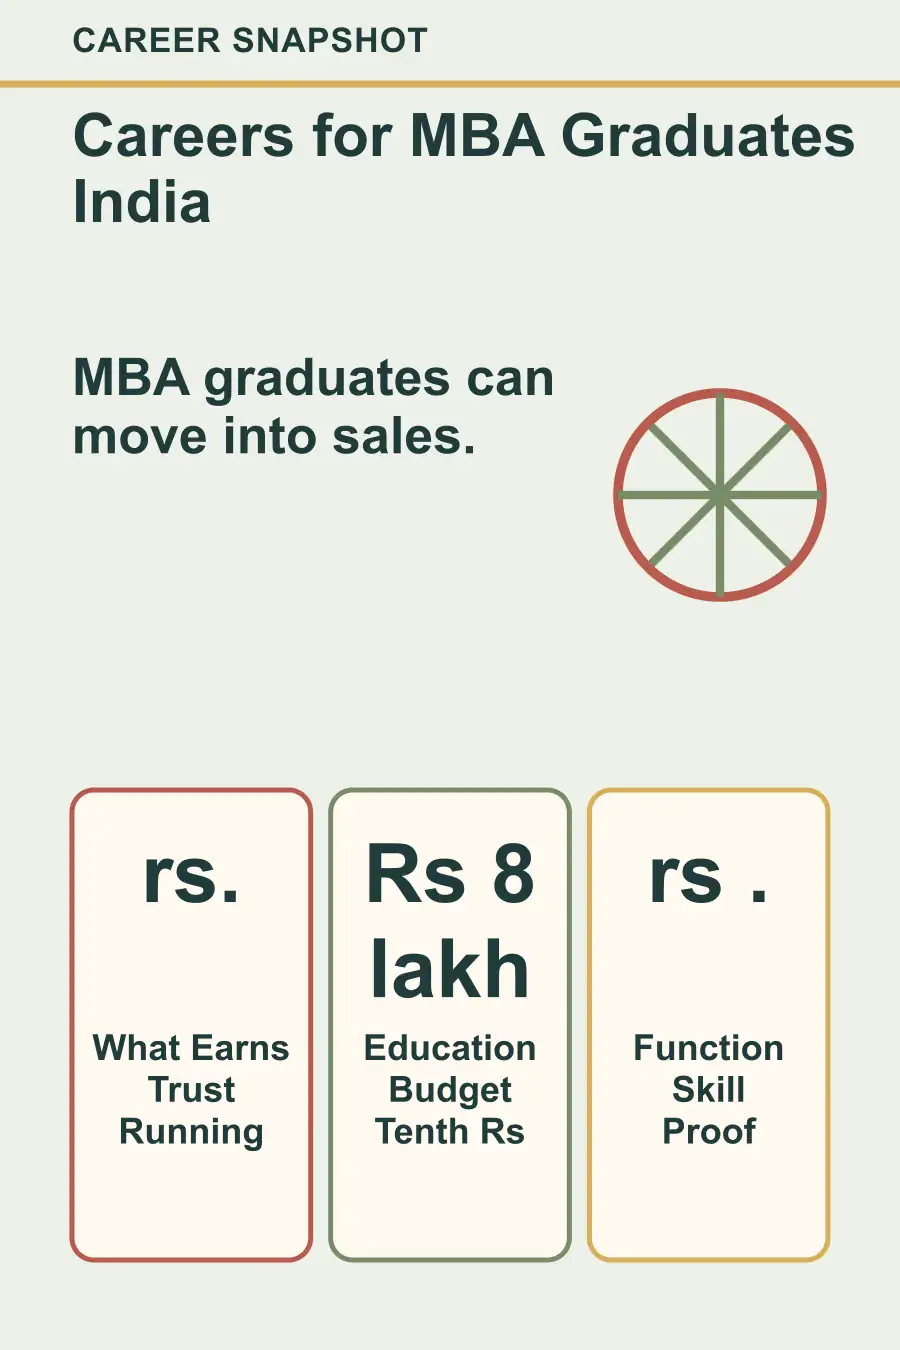 CAREER SNAPSHOT
Careers for MBA Graduates
India
MBA graduates can
move into sales.
rs.
What Earns
Trust
Running
Rs 8
lakh
Education
Budget
Tenth Rs
rs .
Function
Skill
Proof